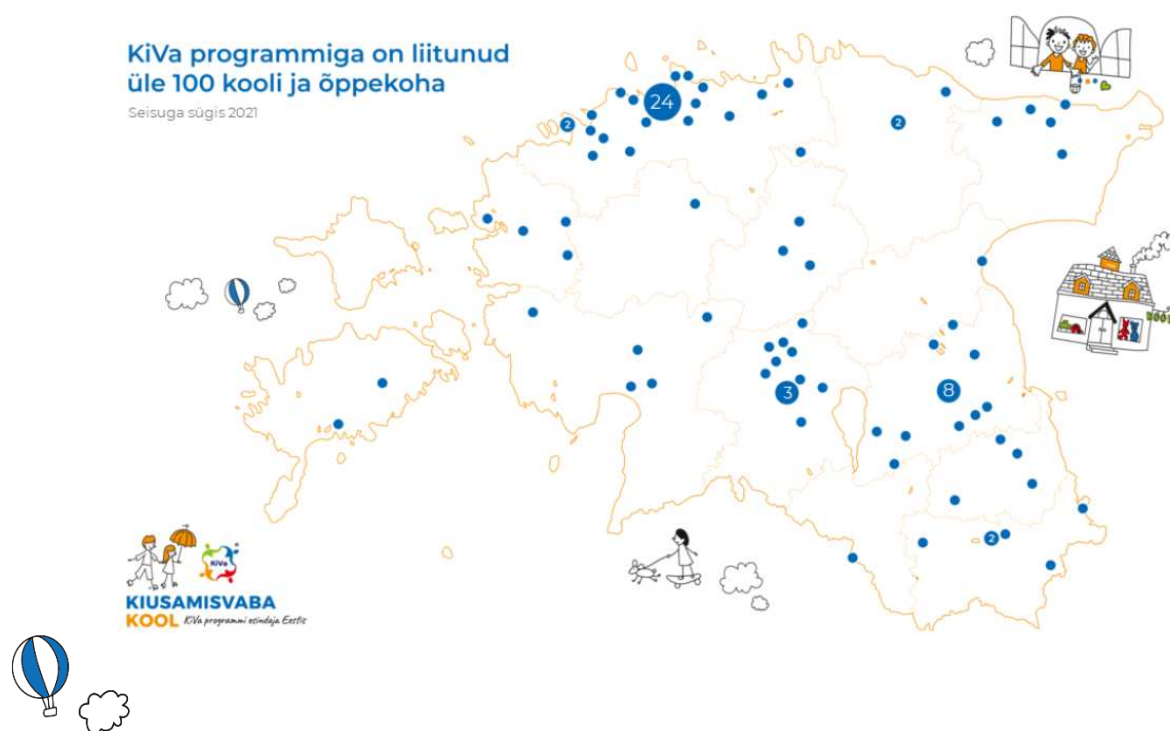 KiVa programmiga on liitunud
üle 100 kooli ja õppekoha
Seisuga sügis 2021
24
2
2
3
8
2
KiVa
KIUSAMISVABA
KOOL KiVa programmi esindaja Eestis